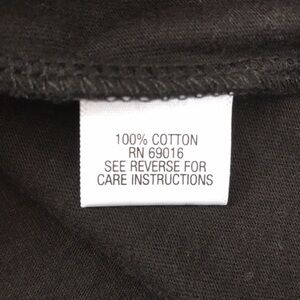 100% COTTON
RN 69016
SEE REVERSE FOR
CARE INSTRUCTIONS